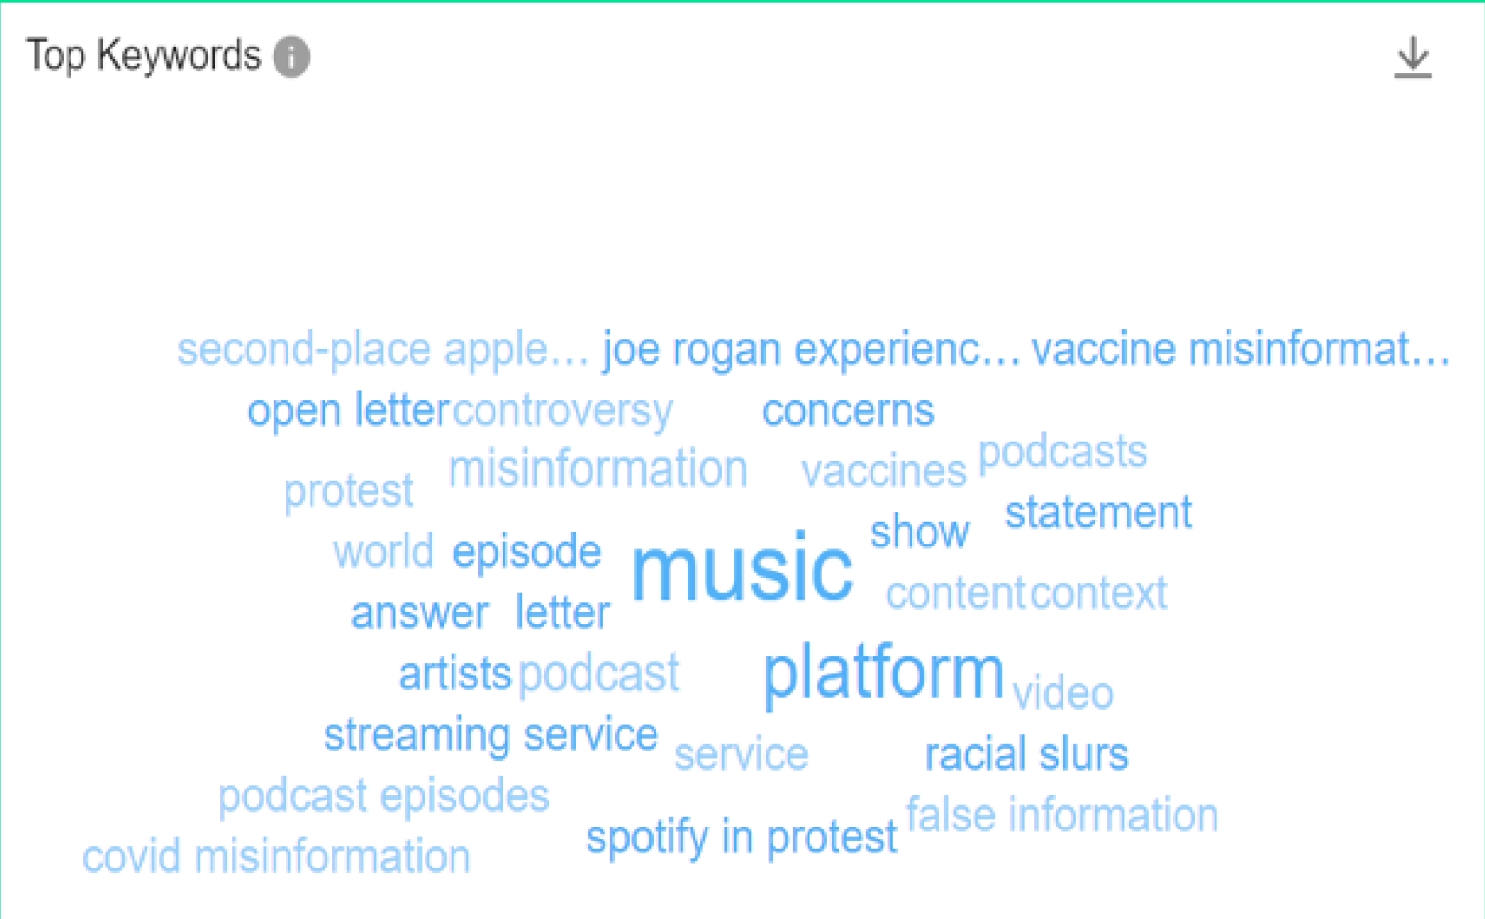 Top Keywords
second-place apple... joe rogan experienc... vaccine misinformat...
open letter controversy concerns
misinformation vaccines podcasts
protest
show statement
world episode music
content context
answer letter
artists podcast platform video
streaming service service racial slurs
podcast episodes false information
covid misinformation spotify in protest